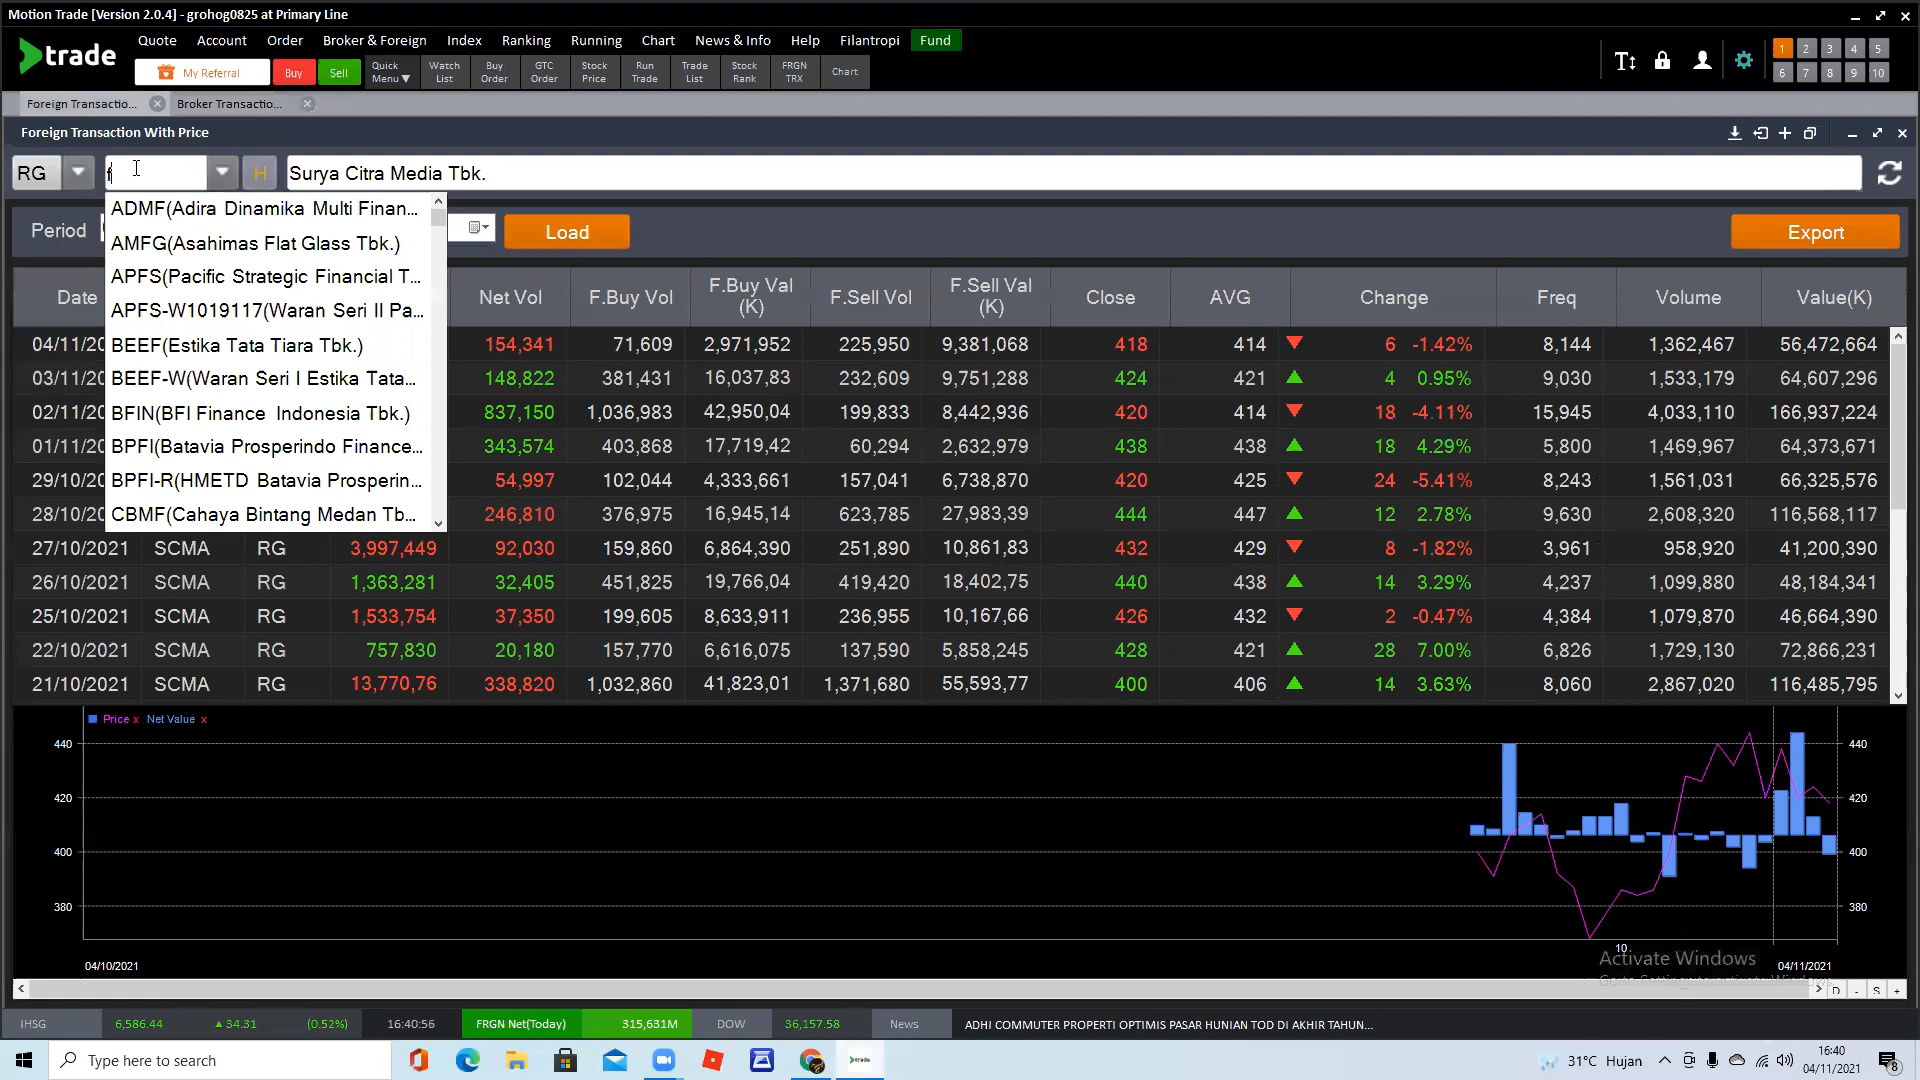 Motion Trade [Version 2.0.4] - grohog0825 at Primary Line
trade
Quote Account Order Broker & Foreign Index Ranking Running Chart News & Info Help Filantropi Fund
My Referral Buy Sell Quick Menu ▼ Watch List Buy Order GTC Order Stock Price Run Trade Trade List Stock Rank FRGN TRX Chart
1 2 3 4 5
6 7 8 9 10
Foreign Transactio... Broker Transactio...
Foreign Transaction With Price
RG f H Surya Citra Media Tbk.
ADMF(Adira Dinamika Multi Finan...
AMFG(Asahimas Flat Glass Tbk.)
APFS(Pacific Strategic Financial T...
APFS-W1019117(Waran Seri II Pa...
BEEF(Estika Tata Tiara Tbk.)
BEEF-W(Waran Seri I Estika Tata...
BFIN(BFI Finance Indonesia Tbk.)
BPFI(Batavia Prosperindo Finance...
BPFI-R(HMETD Batavia Prosperin...
CBMF(Cahaya Bintang Medan Tb...
Period Load Export
Date Net Vol F.Buy Vol F.Buy Val (K) F.Sell Vol F.Sell Val (K) Close AVG Change Freq Volume Value(K)
04/11/20 154,341 71,609 2,971,952 225,950 9,381,068 418 414 6 -1.42% 8,144 1,362,467 56,472,664
03/11/20 148,822 381,431 16,037,83 232,609 9,751,288 424 421 4 0.95% 9,030 1,533,179 64,607,296
02/11/20 837,150 1,036,983 42,950,04 199,833 8,442,936 420 414 18 -4.11% 15,945 4,033,110 166,937,224
01/11/20 343,574 403,868 17,719,42 60,294 2,632,979 438 438 18 4.29% 5,800 1,469,967 64,373,671
29/10/20 54,997 102,044 4,333,661 157,041 6,738,870 420 425 24 -5.41% 8,243 1,561,031 66,325,576
28/10/20 246,810 376,975 16,945,14 623,785 27,983,39 444 447 12 2.78% 9,630 2,608,320 116,568,117
27/10/2021 SCMA RG 3,997,449 92,030 159,860 6,864,390 251,890 10,861,83 432 429 8 -1.82% 3,961 958,920 41,200,390
26/10/2021 SCMA RG 1,363,281 32,405 451,825 19,766,04 419,420 18,402,75 440 438 14 3.29% 4,237 1,099,880 48,184,341
25/10/2021 SCMA RG 1,533,754 37,350 199,605 8,633,911 236,955 10,167,66 426 432 2 -0.47% 4,384 1,079,870 46,664,390
22/10/2021 SCMA RG 757,830 20,180 157,770 6,616,075 137,590 5,858,245 428 421 28 7.00% 6,826 1,729,130 72,866,231
21/10/2021 SCMA RG 13,770,76 338,820 1,032,860 41,823,01 1,371,680 55,593,77 400 406 14 3.63% 8,060 2,867,020 116,485,795
Price x Net Value x
440 440
420 420
400 400
380 380
10
04/10/2021 04/11/2021
Activate Windows
D - S +
IHSG 6,586.44 ▲ 34.31 (0.52%) 16:40:56 FRGN Net(Today) 315,631M DOW 36,157.58 News ADHI COMMUTER PROPERTI OPTIMIS PASAR HUNIAN TOD DI AKHIR TAHUN...
Type here to search trade 31°C Hujan 16:40
04/11/2021 8